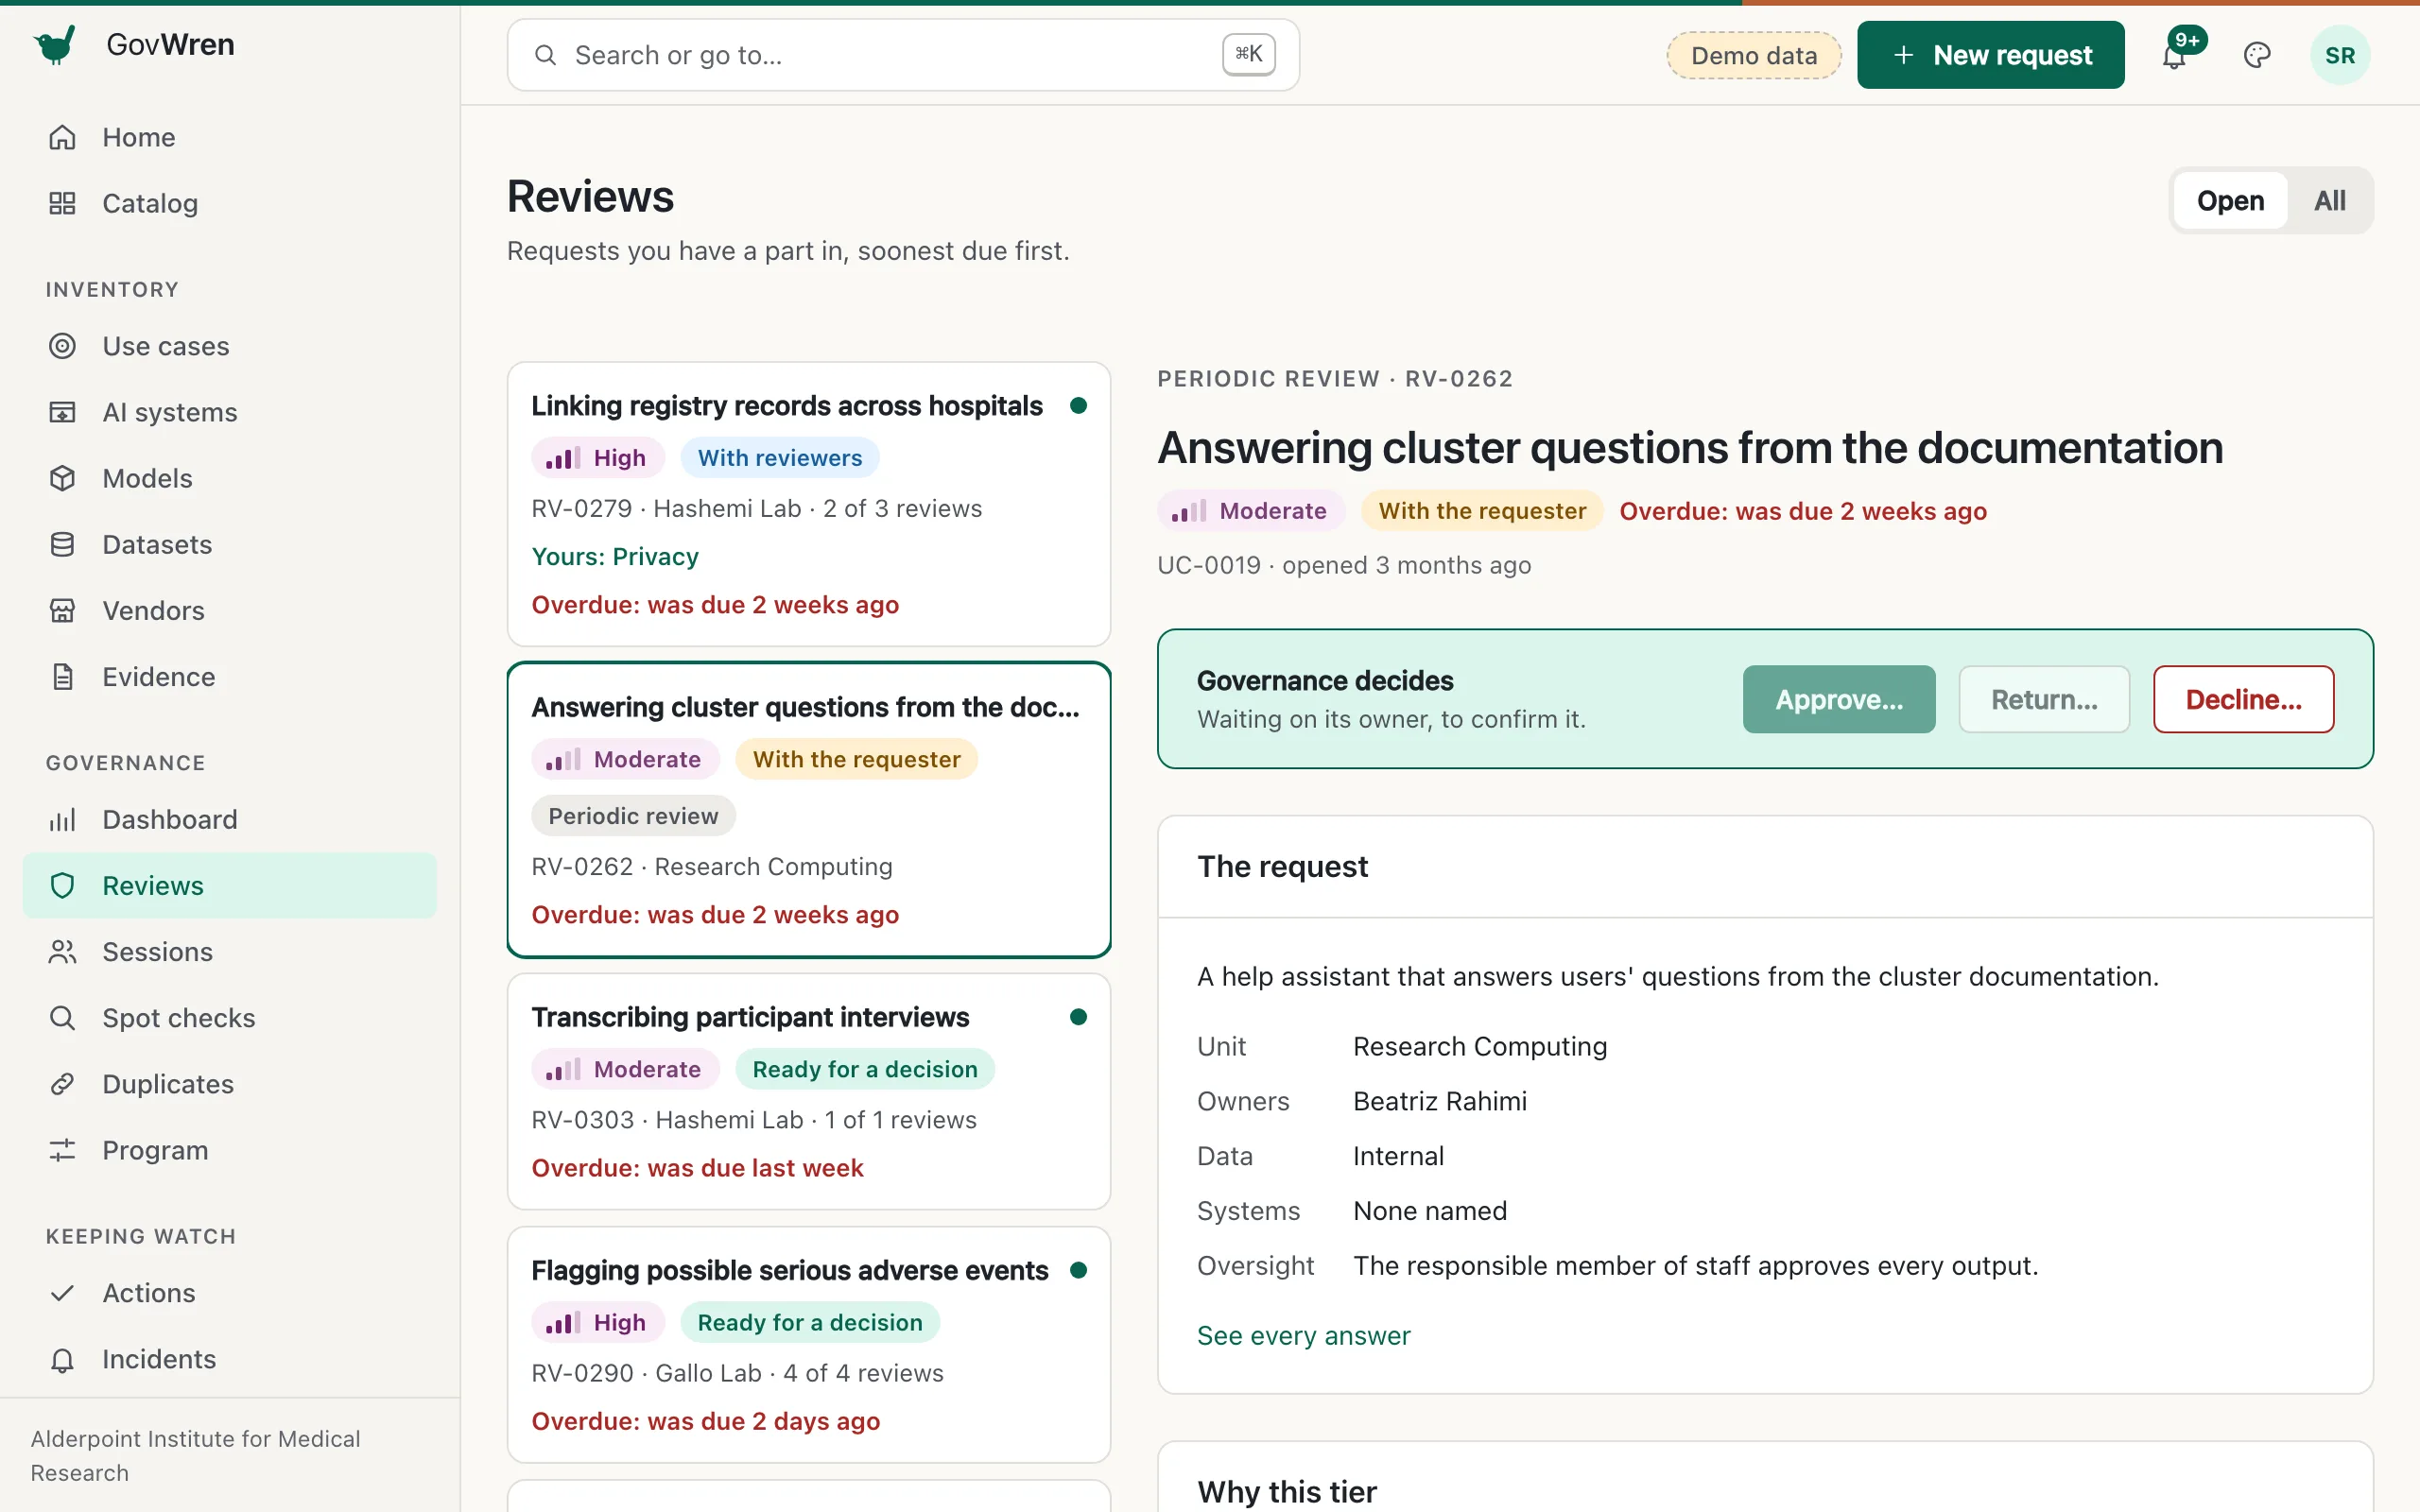 GovWren
Search or go to...
⌘K
Demo data
+ New request
9+
SR
Home
Catalog
INVENTORY
Use cases
AI systems
Models
Datasets
Vendors
Evidence
GOVERNANCE
Dashboard
Reviews
Sessions
Spot checks
Duplicates
Program
KEEPING WATCH
Actions
Incidents
Alderpoint Institute for Medical
Research
Reviews
Requests you have a part in, soonest due first.
Open
All
Linking registry records across hospitals
High
With reviewers
RV-0279 · Hashemi Lab · 2 of 3 reviews
Yours: Privacy
Overdue: was due 2 weeks ago
Answering cluster questions from the doc...
Moderate
With the requester
Periodic review
RV-0262 · Research Computing
Overdue: was due 2 weeks ago
Transcribing participant interviews
Moderate
Ready for a decision
RV-0303 · Hashemi Lab · 1 of 1 reviews
Overdue: was due last week
Flagging possible serious adverse events
High
Ready for a decision
RV-0290 · Gallo Lab · 4 of 4 reviews
Overdue: was due 2 days ago
PERIODIC REVIEW · RV-0262
Answering cluster questions from the documentation
Moderate
With the requester
Overdue: was due 2 weeks ago
UC-0019 · opened 3 months ago
Governance decides
Waiting on its owner, to confirm it.
Approve...
Return...
Decline...
The request
A help assistant that answers users' questions from the cluster documentation.
Unit Research Computing
Owners Beatriz Rahimi
Data Internal
Systems None named
Oversight The responsible member of staff approves every output.
See every answer
Why this tier